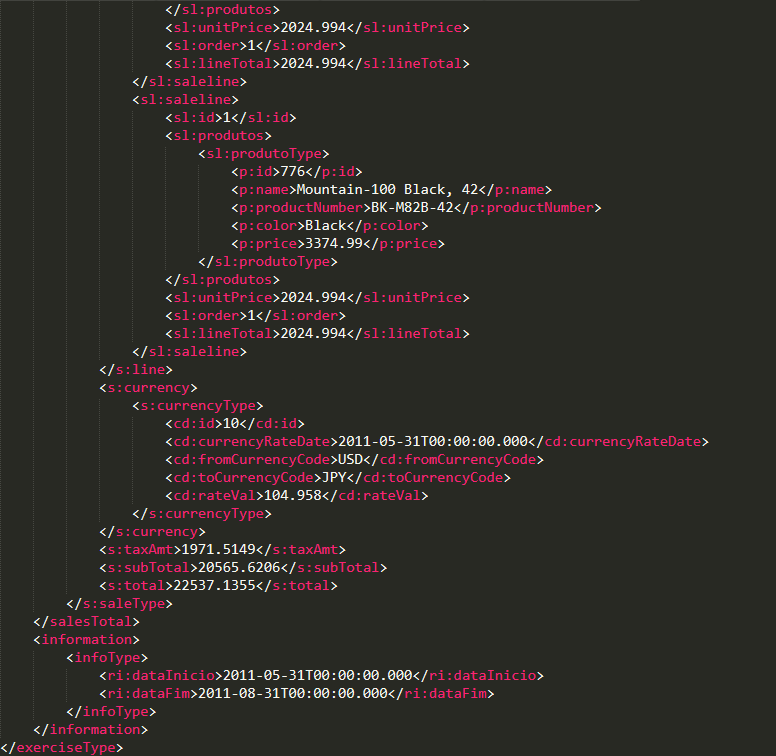 </sl:produtos>
<sl:unitPrice>2024.994</sl:unitPrice>
<sl:order>1</sl:order>
<sl:lineTotal>2024.994</sl:lineTotal>
</sl:saleline>
<sl:saleline>
<sl:id>1</sl:id>
<sl:produtos>
<sl:produtoType>
<p:id>776</p:id>
<p:name>Mountain-100 Black, 42</p:name>
<p:productNumber>BK-M82B-42</p:productNumber>
<p:color>Black</p:color>
<p:price>3374.99</p:price>
</sl:produtoType>
</sl:produtos>
<sl:unitPrice>2024.994</sl:unitPrice>
<sl:order>1</sl:order>
<sl:lineTotal>2024.994</sl:lineTotal>
</sl:saleline>
</s:line>
<s:currency>
<s:currencyType>
<cd:id>10</cd:id>
<cd:currencyRateDate>2011-05-31T00:00:00.000</cd:currencyRateDate>
<cd:fromCurrencyCode>USD</cd:fromCurrencyCode>
<cd:toCurrencyCode>JPY</cd:toCurrencyCode>
<cd:rateVal>104.958</cd:rateVal>
</s:currencyType>
</s:currency>
<s:taxAmt>1971.5149</s:taxAmt>
<s:subTotal>20565.6206</s:subTotal>
<s:total>22537.1355</s:total>
</s:saleType>
</salesTotal>
<information>
<infoType>
<ri:dataInicio>2011-05-31T00:00:00.000</ri:dataInicio>
<ri:dataFim>2011-08-31T00:00:00.000</ri:dataFim>
</infoType>
</information>
</exerciseType>